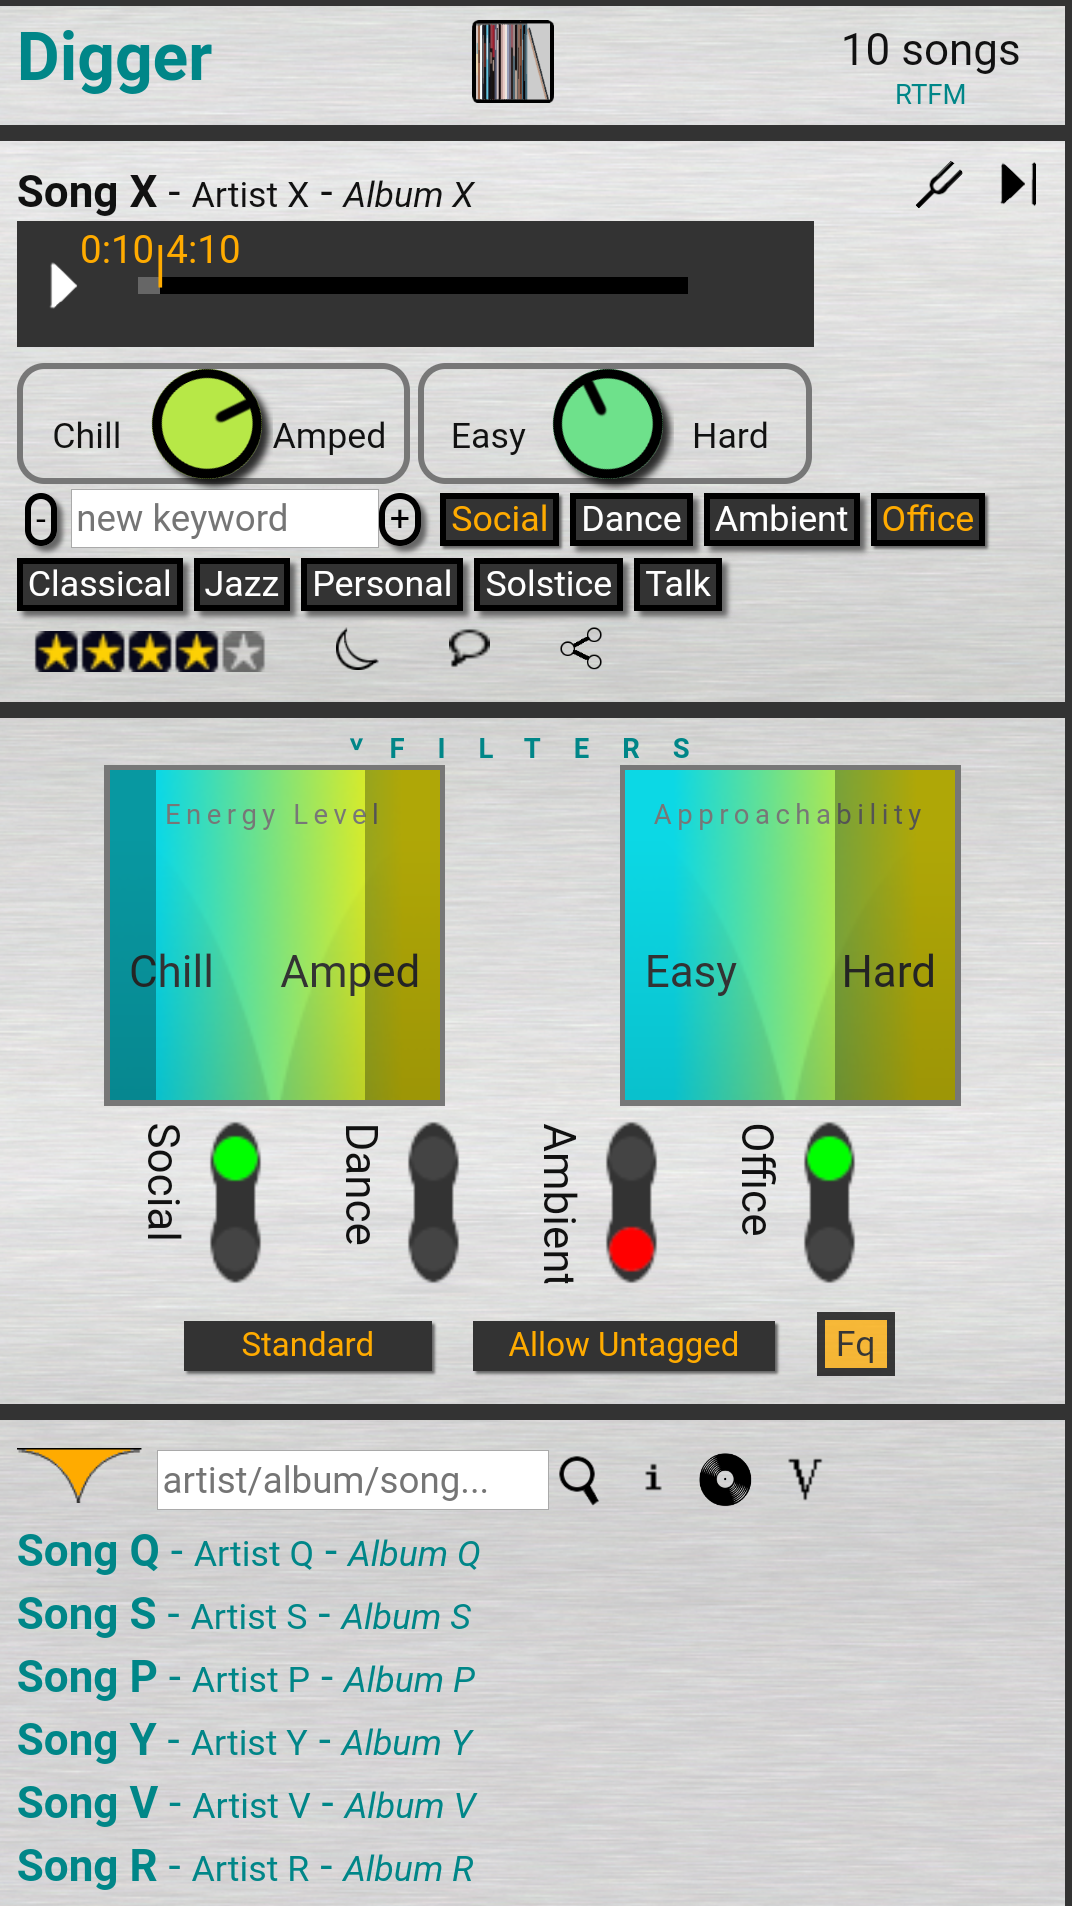 Digger
10 songs
RTFM
Song X - Artist X - Album X
0:10 4:10
Chill Amped Easy Hard
- new keyword + Social Dance Ambient Office
Classical Jazz Personal Solstice Talk
v F I L T E R S
Energy Level Approachability
Chill Amped Easy Hard
Social Dance Ambient Office
Standard Allow Untagged Fq
artist/album/song... i V
Song Q - Artist Q - Album Q
Song S - Artist S - Album S
Song P - Artist P - Album P
Song Y - Artist Y - Album Y
Song V - Artist V - Album V
Song R - Artist R - Album R